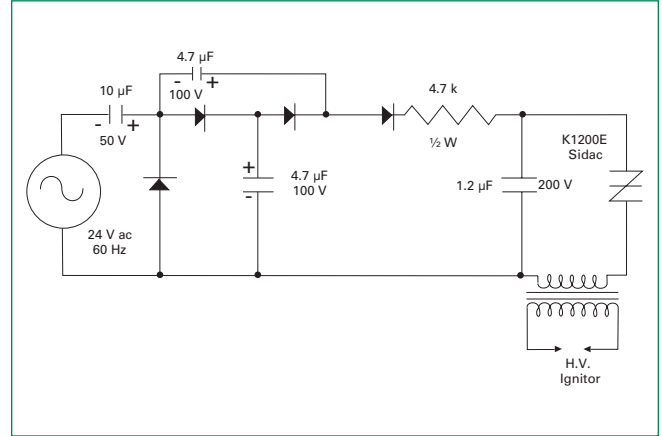 4.7 µF
- +
100 V
10 µF
- +
50 V
4.7 k
½ W
K1200E
Sidac
+
4.7 µF
100 V
-
1.2 µF
200 V
24 V ac
60 Hz
H.V.
Ignitor